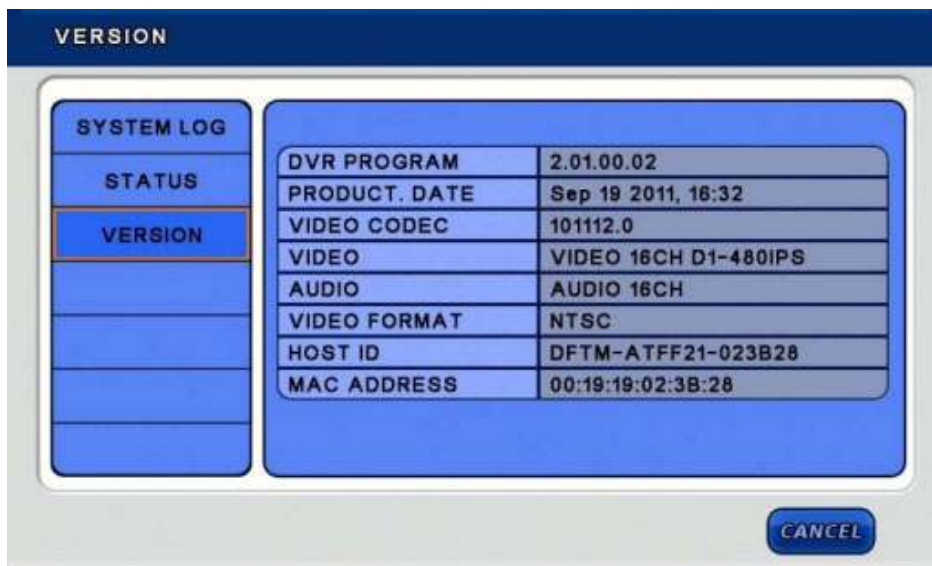 VERSION
SYSTEM LOG
STATUS
VERSION
DVR PROGRAM 2.01.00.02
PRODUCT. DATE Sep 19 2011, 16:32
VIDEO CODEC 101112.0
VIDEO VIDEO 16CH D1-480IPS
AUDIO AUDIO 16CH
VIDEO FORMAT NTSC
HOST ID DFTM-ATFF21-023B28
MAC ADDRESS 00:19:19:02:3B:28
CANCEL